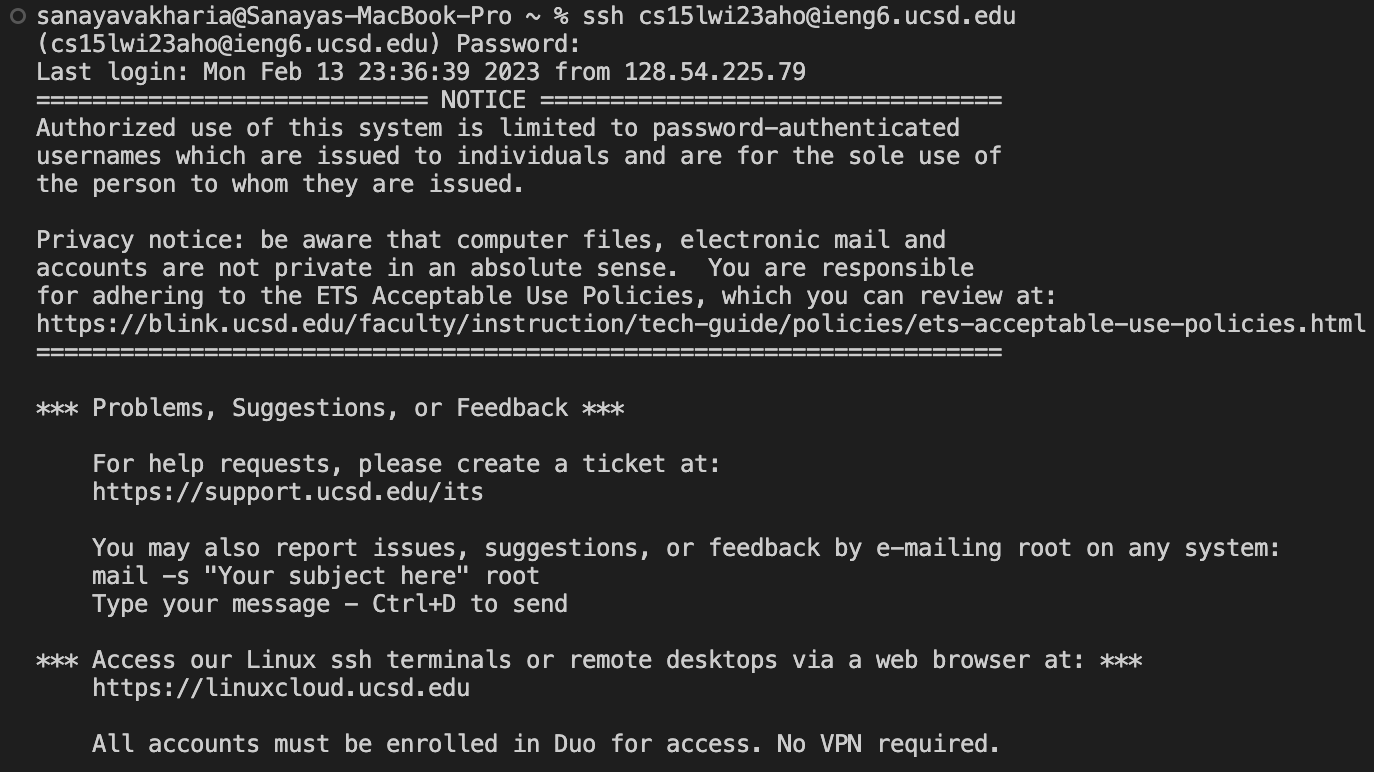 sanayavakharia@Sanayas-MacBook-Pro ~ % ssh cs15lwi23aho@ieng6.ucsd.edu
(cs15lwi23aho@ieng6.ucsd.edu) Password:
Last login: Mon Feb 13 23:36:39 2023 from 128.54.225.79
============================ NOTICE =================================
Authorized use of this system is limited to password-authenticated
usernames which are issued to individuals and are for the sole use of
the person to whom they are issued.

Privacy notice: be aware that computer files, electronic mail and
accounts are not private in an absolute sense.  You are responsible
for adhering to the ETS Acceptable Use Policies, which you can review at:
https://blink.ucsd.edu/faculty/instruction/tech-guide/policies/ets-acceptable-use-policies.html
=====================================================================

*** Problems, Suggestions, or Feedback ***

    For help requests, please create a ticket at:
    https://support.ucsd.edu/its

    You may also report issues, suggestions, or feedback by e-mailing root on any system:
    mail -s "Your subject here" root
    Type your message - Ctrl+D to send

*** Access our Linux ssh terminals or remote desktops via a web browser at: ***
    https://linuxcloud.ucsd.edu

    All accounts must be enrolled in Duo for access. No VPN required.